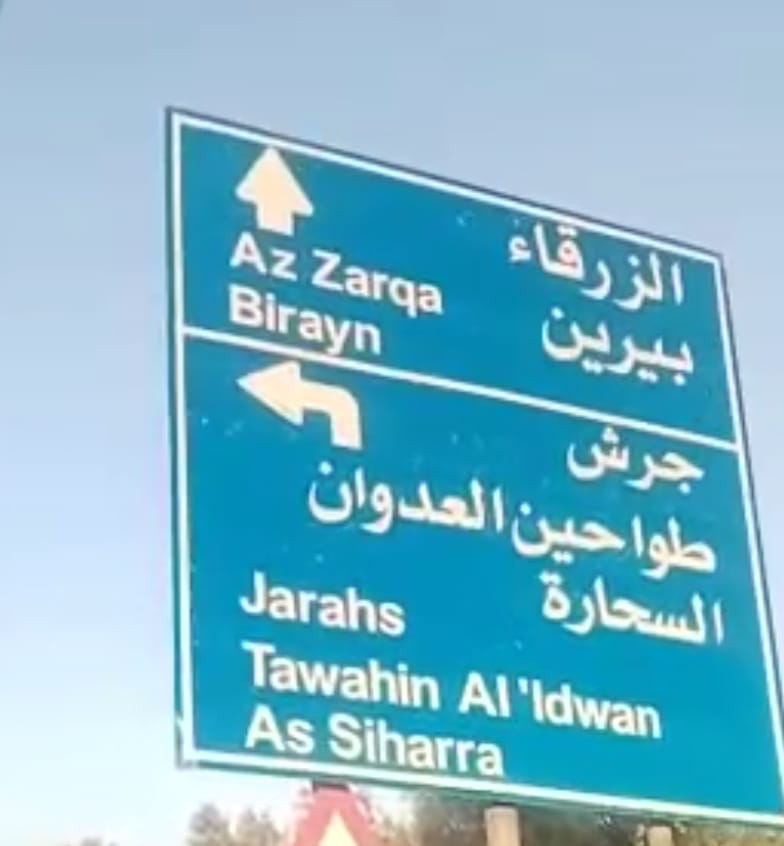 الزرقاء
بيرين
Az Zarqa
Birayn
جرش
طواحين العدوان
السحارة
Jarahs
Tawahin Al 'Idwan
As Siharra